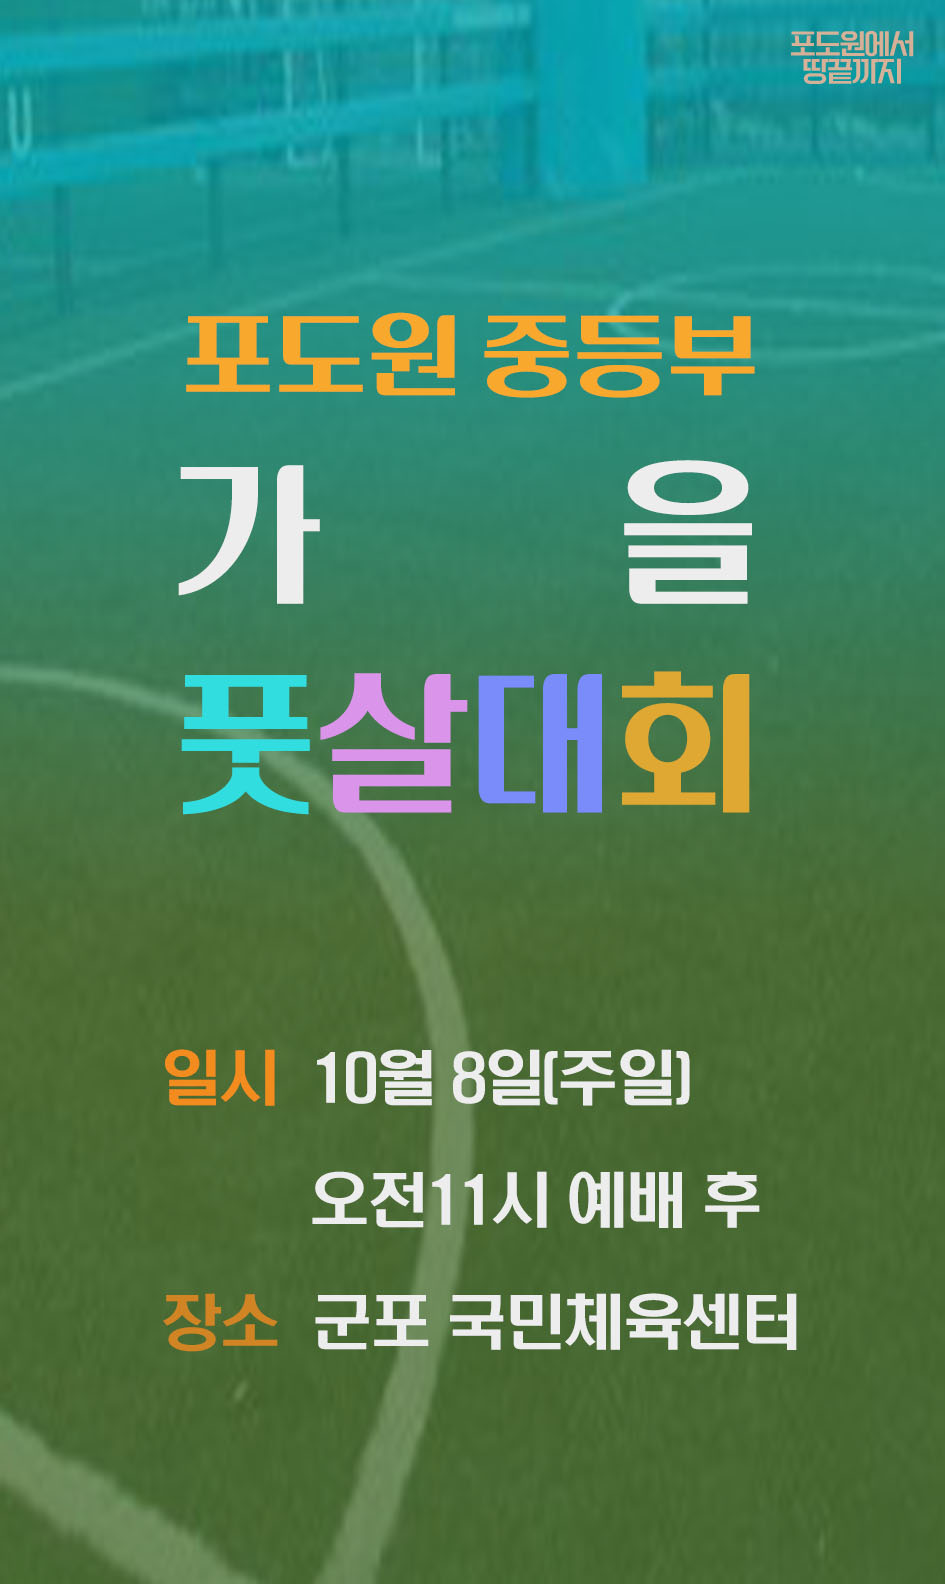 포도원에서
땅끝까지
포도원 중등부
가 을
풋살대회
일시 10월 8일(주일)
오전11시 예배 후
장소 군포 국민체육센터